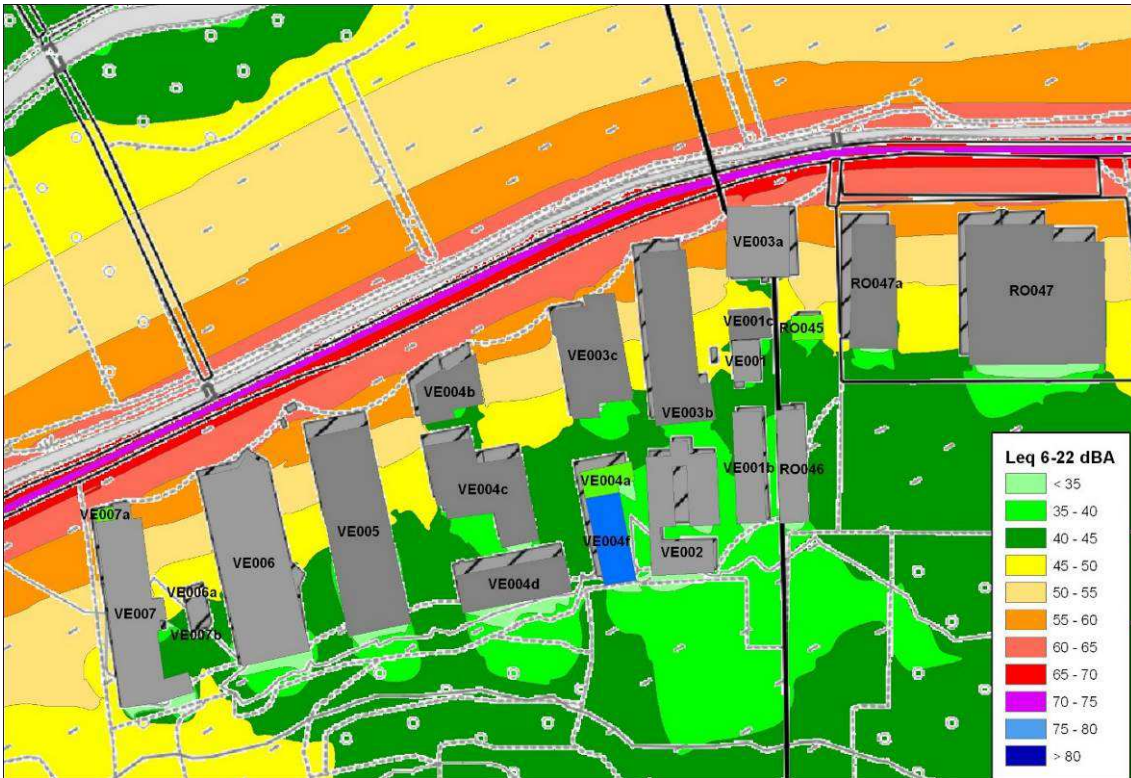 VE003a
RO047a
RO047
VE001c
RO045
VE003c
VE001
VE004b
VE003b
VE001b
RO046
VE004a
VE004c
VE005
VE007a
VE004f
VE002
VE006
VE004d
VE006a
VE007
VE007b
Leq 6-22 dBA
< 35
35 - 40
40 - 45
45 - 50
50 - 55
55 - 60
60 - 65
65 - 70
70 - 75
75 - 80
> 80